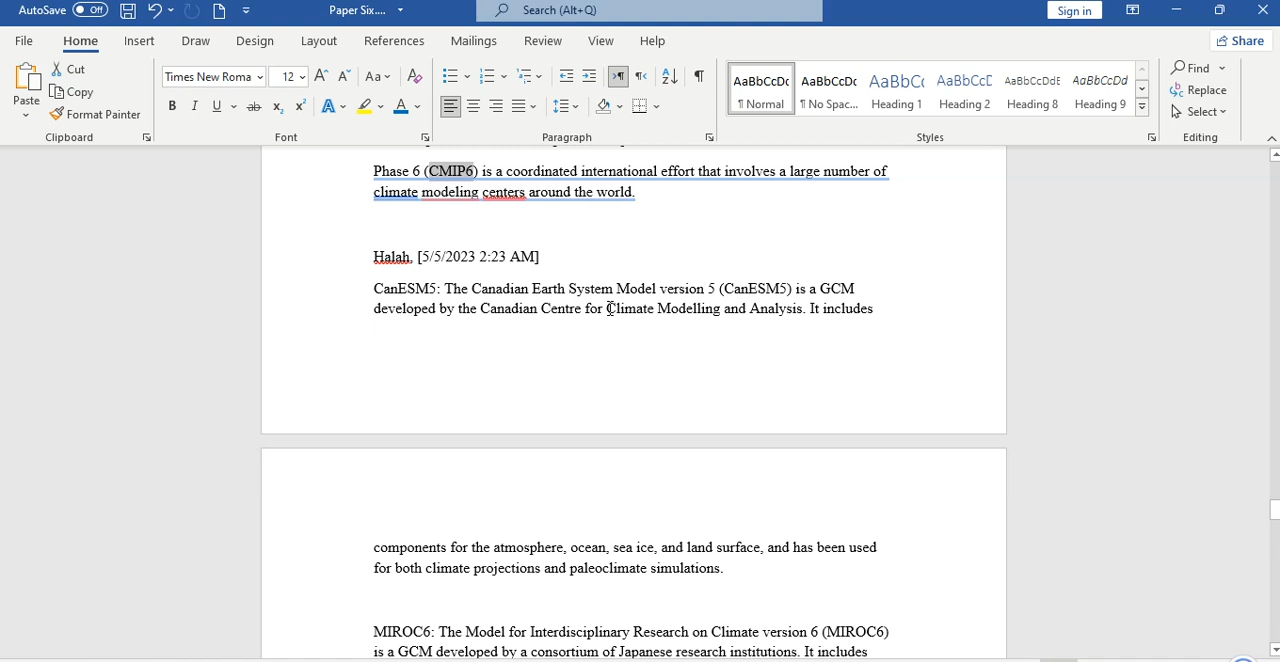 AutoSave Off Paper Six.... Search (Alt+Q) Sign in
File Home Insert Draw Design Layout References Mailings Review View Help Share
Paste Cut Copy Format Painter
Times New Roma 12 Aa
B I U ab x₂ x² A A
AaBbCcDc AaBbCcDc AaBbC AaBbCcD AaBbCcDdE AaBbCcDd
¶ Normal ¶ No Spac... Heading 1 Heading 2 Heading 8 Heading 9
Find Replace Select
Clipboard Font Paragraph Styles Editing
Phase 6 (CMIP6) is a coordinated international effort that involves a large number of
climate modeling centers around the world.
Halah, [5/5/2023 2:23 AM]
CanESM5: The Canadian Earth System Model version 5 (CanESM5) is a GCM
developed by the Canadian Centre for Climate Modelling and Analysis. It includes
components for the atmosphere, ocean, sea ice, and land surface, and has been used
for both climate projections and paleoclimate simulations.
MIROC6: The Model for Interdisciplinary Research on Climate version 6 (MIROC6)
is a GCM developed by a consortium of Japanese research institutions. It includes